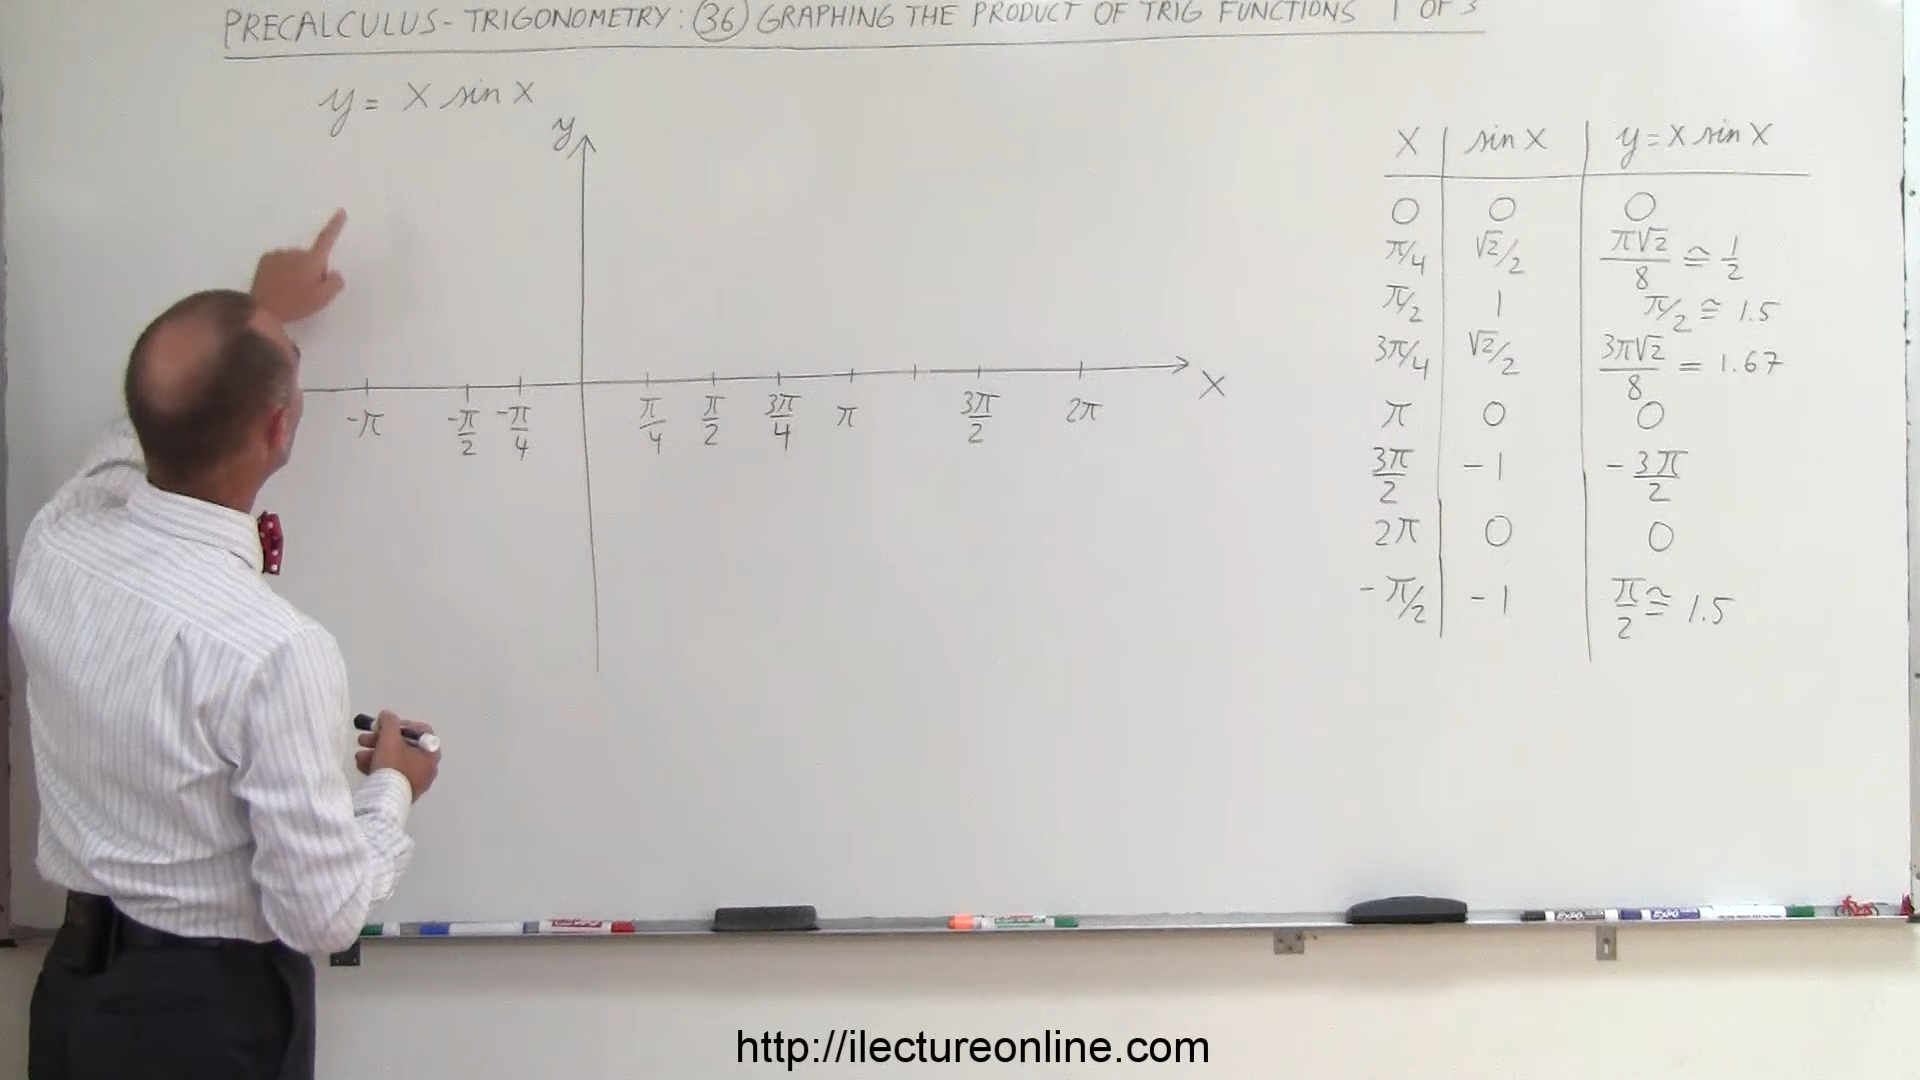 PRECALCULUS - TRIGONOMETRY: 36 GRAPHING THE PRODUCT OF TRIG FUNCTIONS 1 OF 3
y = x sin x
y
x
-π -π/2 -π/4 π/4 π/2 3π/4 π 3π/2 2π
x sin x y = x sin x
0 0 0
π/4 √2/2 π√2/8 ≅ 1/2
π/2 1 π/2 ≅ 1.5
3π/4 √2/2 3π√2/8 = 1.67
π 0 0
3π/2 -1 -3π/2
2π 0 0
-π/2 -1 π/2 ≅ 1.5
EXPO EXPO
http://ilectureonline.com